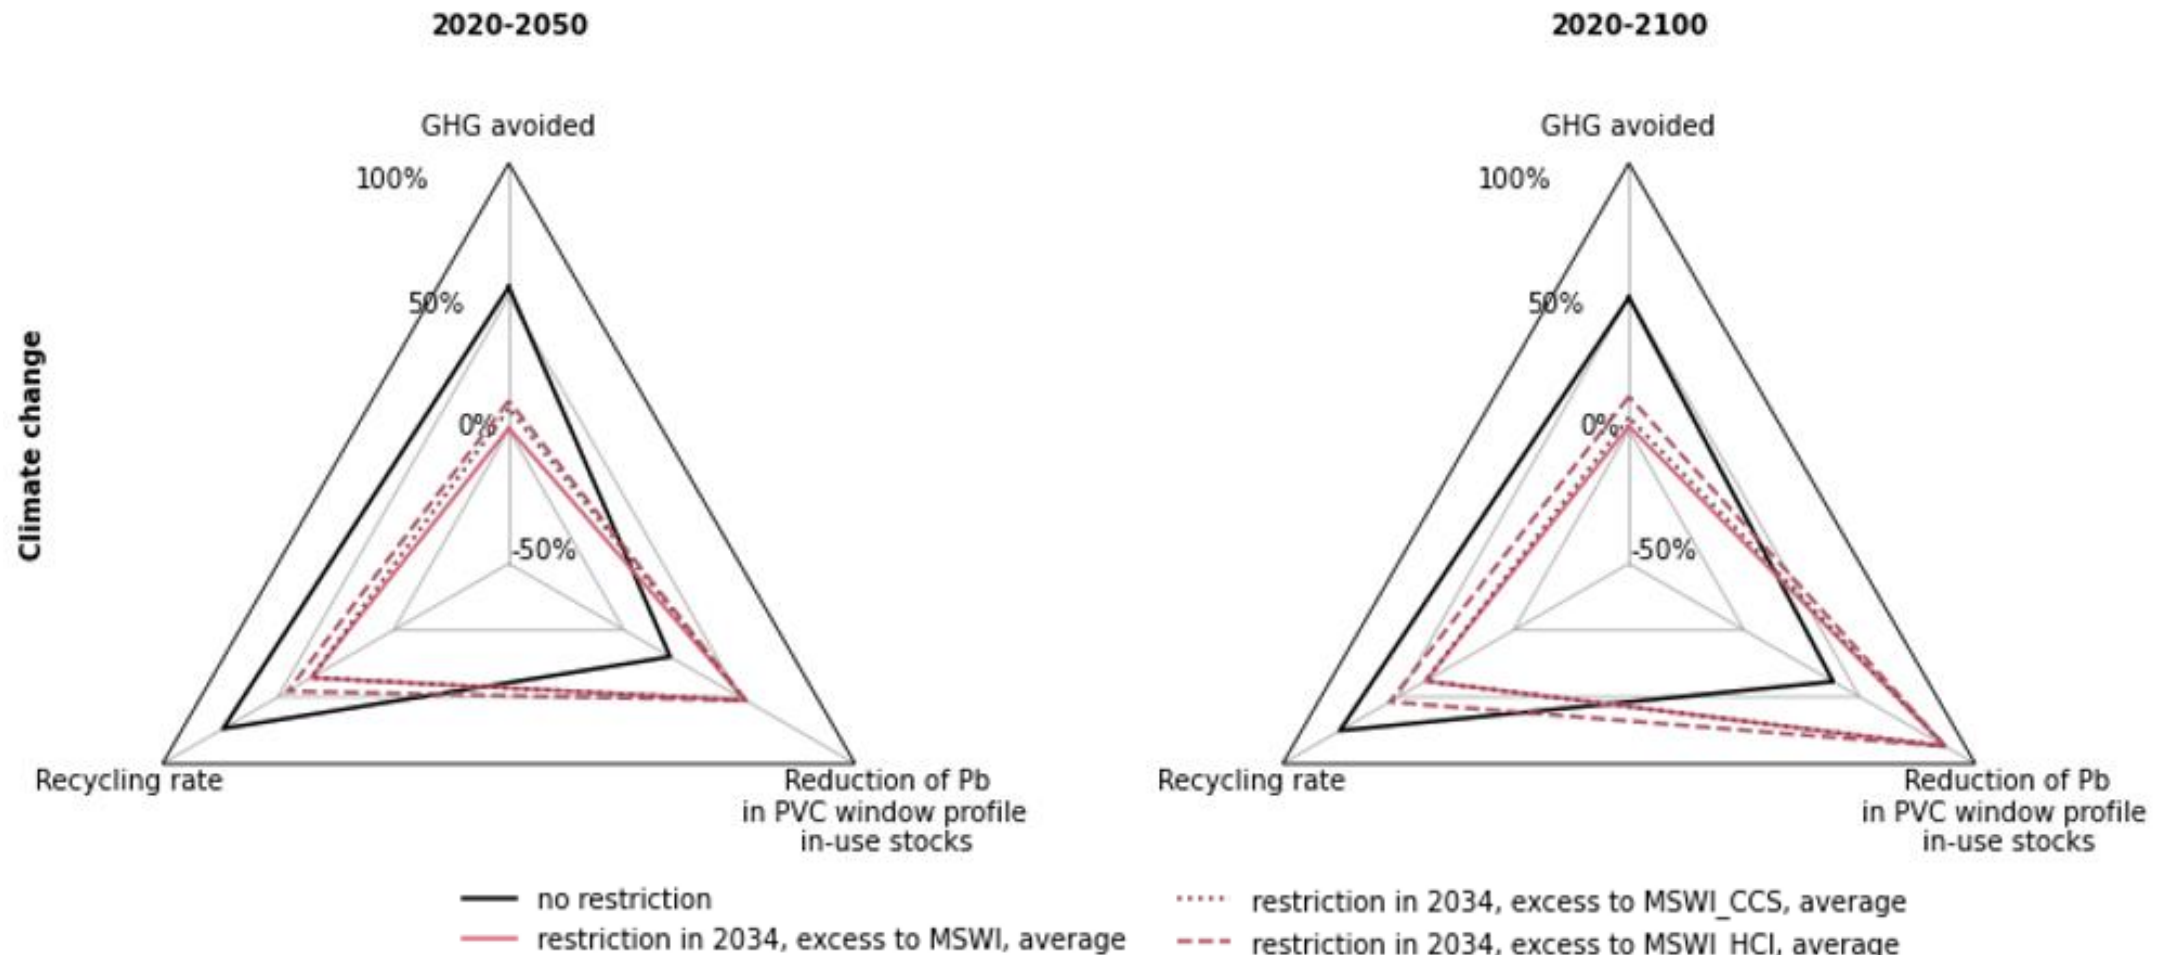 2020-2050
2020-2100
Climate change
GHG avoided
100%
50%
0%
-50%
Recycling rate
Reduction of Pb
in PVC window profile
in-use stocks
GHG avoided
100%
50%
0%
-50%
Recycling rate
Reduction of Pb
in PVC window profile
in-use stocks
no restriction
restriction in 2034, excess to MSWI, average
restriction in 2034, excess to MSWI_CCS, average
restriction in 2034, excess to MSWI_HCl, average